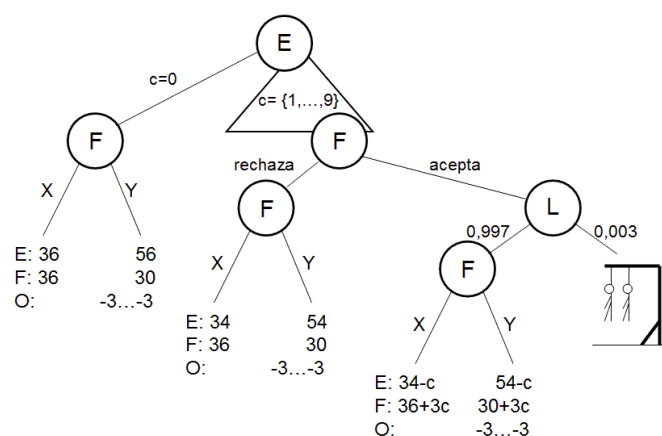 E
c=0
c= {1,...,9}
F
F
rechaza
acepta
X
Y
F
L
E: 36 56
F: 36 30
O: -3...-3
0,997
0,003
X
Y
F
E: 34 54
F: 36 30
O: -3...-3
X
Y
E: 34-c 54-c
F: 36+3c 30+3c
O: -3...-3